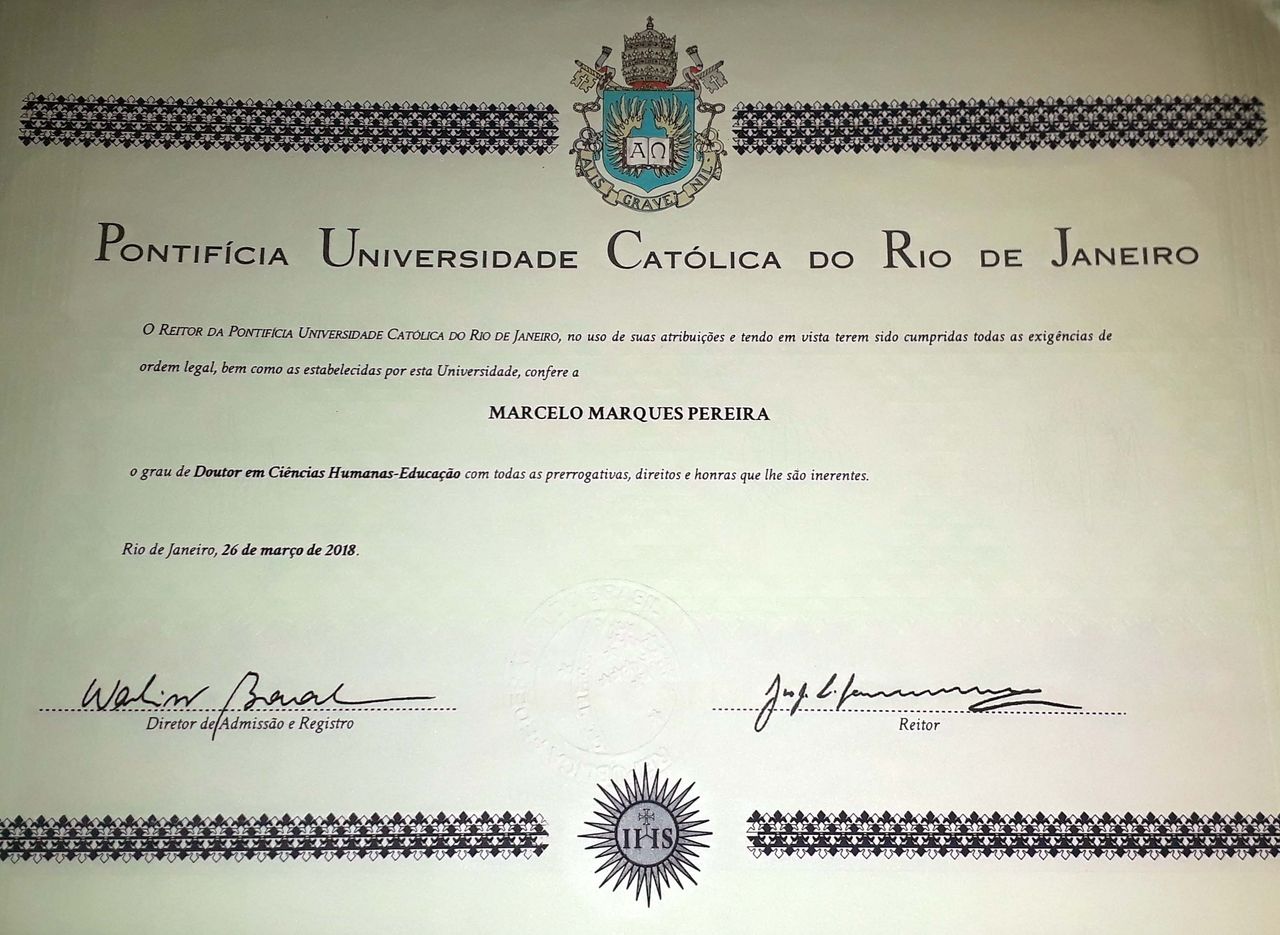 ΑΩ
ALIS GRAVE NIL
PONTIFÍCIA UNIVERSIDADE CATÓLICA DO RIO DE JANEIRO
O REITOR DA PONTIFÍCIA UNIVERSIDADE CATÓLICA DO RIO DE JANEIRO, no uso de suas atribuições e tendo em vista terem sido cumpridas todas as exigências de
ordem legal, bem como as estabelecidas por esta Universidade, confere a
MARCELO MARQUES PEREIRA
o grau de Doutor em Ciências Humanas-Educação com todas as prerrogativas, direitos e honras que lhe são inerentes.
Rio de Janeiro, 26 de março de 2018.
Diretor de Admissão e Registro
Reitor
IHS